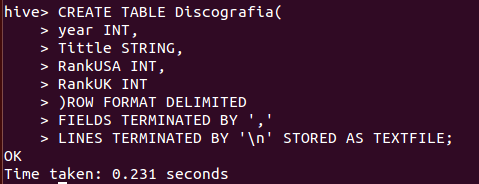 hive> CREATE TABLE Discografia(
    > year INT,
    > Tittle STRING,
    > RankUSA INT,
    > RankUK INT
    > )ROW FORMAT DELIMITED
    > FIELDS TERMINATED BY ','
    > LINES TERMINATED BY '\n' STORED AS TEXTFILE;
OK
Time taken: 0.231 seconds